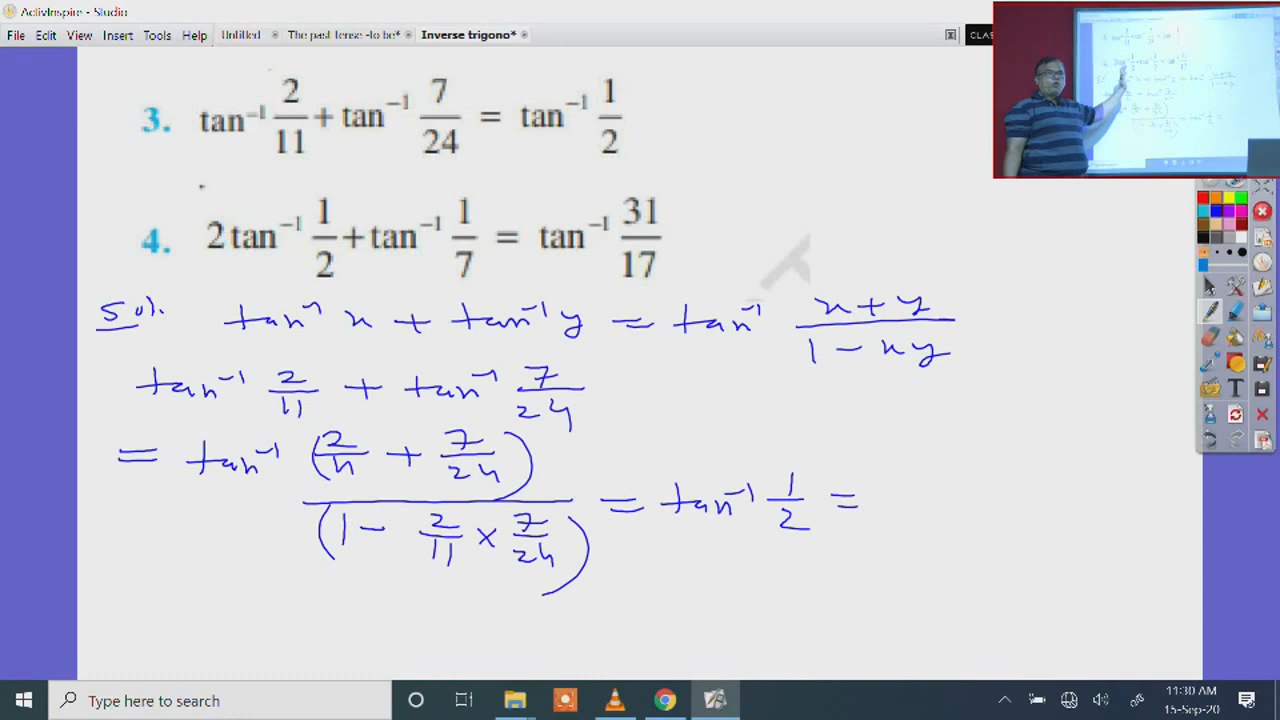 ActivInspire - Studio
File Edit View Insert Tools Help Untitled The past tense -to be* Inverse trigono* CLAS
3. tan⁻¹ 2/11 + tan⁻¹ 7/24 = tan⁻¹ 1/2
4. 2 tan⁻¹ 1/2 + tan⁻¹ 1/7 = tan⁻¹ 31/17
Sol. tan⁻¹ x + tan⁻¹ y = tan⁻¹ x + y / 1 - xy
tan⁻¹ 2/11 + tan⁻¹ 7/24
= tan⁻¹ (2/11 + 7/24) / (1 - 2/11 × 7/24) = tan⁻¹ 1/2 =
Type here to search
11:30 AM
15-Sep-20